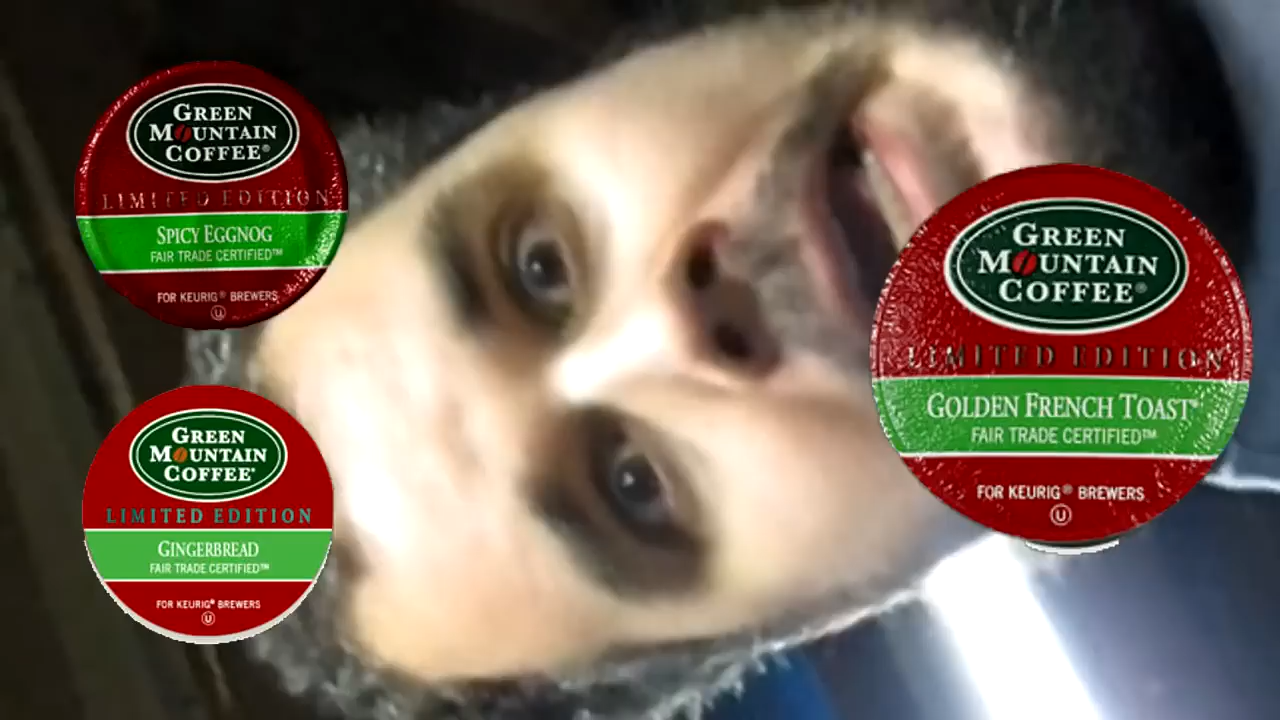 GREEN
MOUNTAIN
COFFEE®
LIMITED EDITION
SPICY EGGNOG
FAIR TRADE CERTIFIED™
FOR KEURIG® BREWERS
U
GREEN
MOUNTAIN
COFFEE®
LIMITED EDITION
GINGERBREAD
FAIR TRADE CERTIFIED™
FOR KEURIG® BREWERS
U
GREEN
MOUNTAIN
COFFEE®
LIMITED EDITION
GOLDEN FRENCH TOAST®
FAIR TRADE CERTIFIED™
FOR KEURIG® BREWERS
U